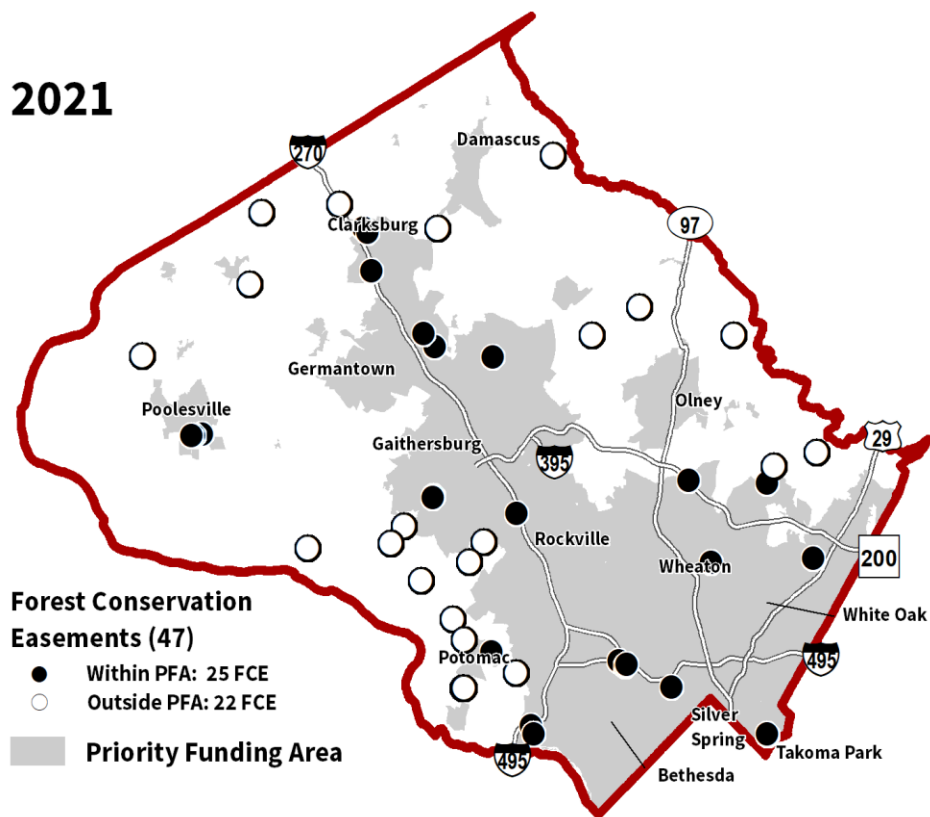 2021
Damascus
270
Clarksburg
97
Germantown
Poolesville
Olney
29
Gaithersburg
395
Rockville
Wheaton
200
White Oak
Forest Conservation
Easements (47)
Within PFA: 25 FCE
Outside PFA: 22 FCE
Priority Funding Area
Potomac
495
Silver
Spring
Takoma Park
495
Bethesda